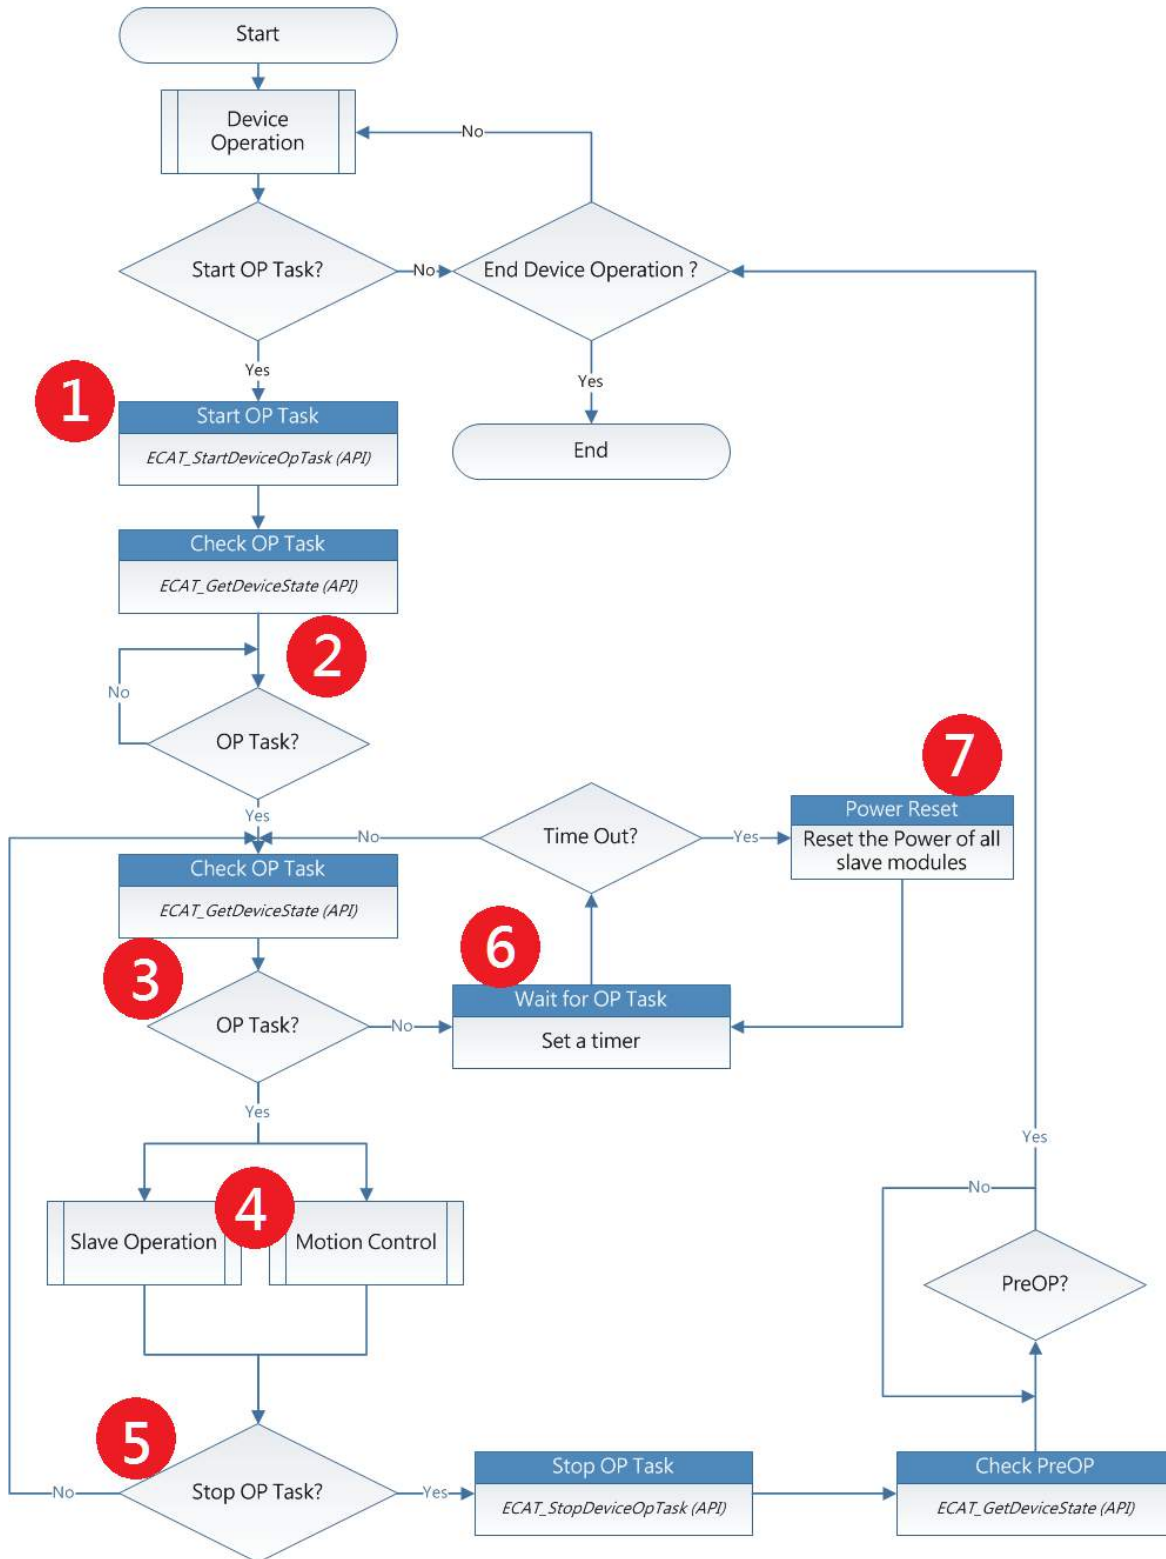 Start
Device
Operation
No
Start OP Task?
No
End Device Operation ?
Yes
Yes
1
Start OP Task
ECAT_StartDeviceOpTask (API)
End
Check OP Task
ECAT_GetDeviceState (API)
2
No
OP Task?
7
Yes
No
Time Out?
Yes
Power Reset
Reset the Power of all
slave modules
Check OP Task
ECAT_GetDeviceState (API)
6
3
OP Task?
No
Wait for OP Task
Set a timer
Yes
Yes
No
4
Slave Operation
Motion Control
PreOP?
5
Stop OP Task?
No
Yes
Stop OP Task
ECAT_StopDeviceOpTask (API)
Check PreOP
ECAT_GetDeviceState (API)